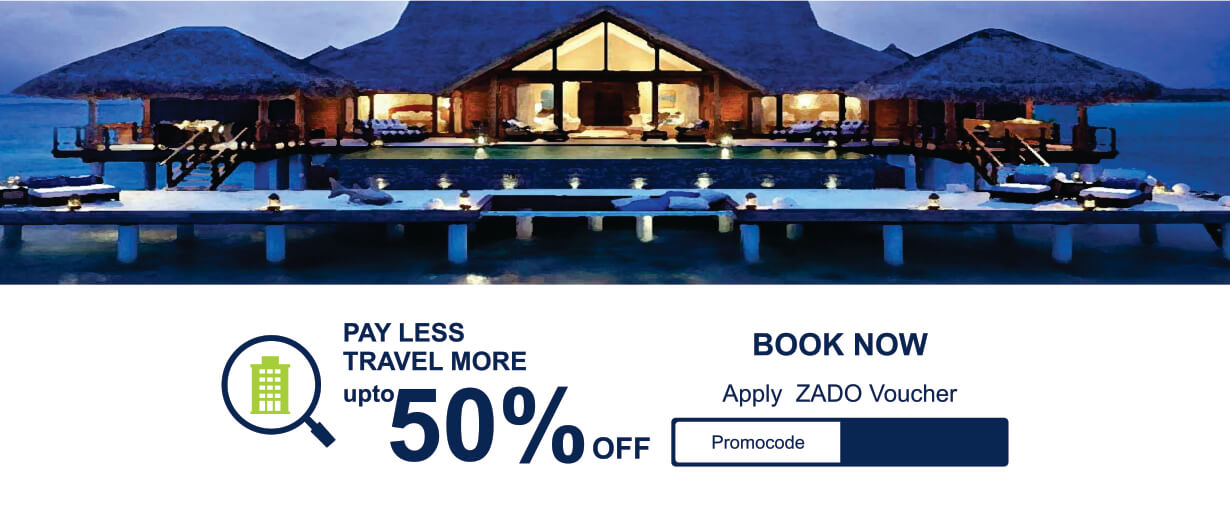 PAY LESS
TRAVEL MORE
upto 50% OFF
BOOK NOW
Apply ZADO Voucher
Promocode